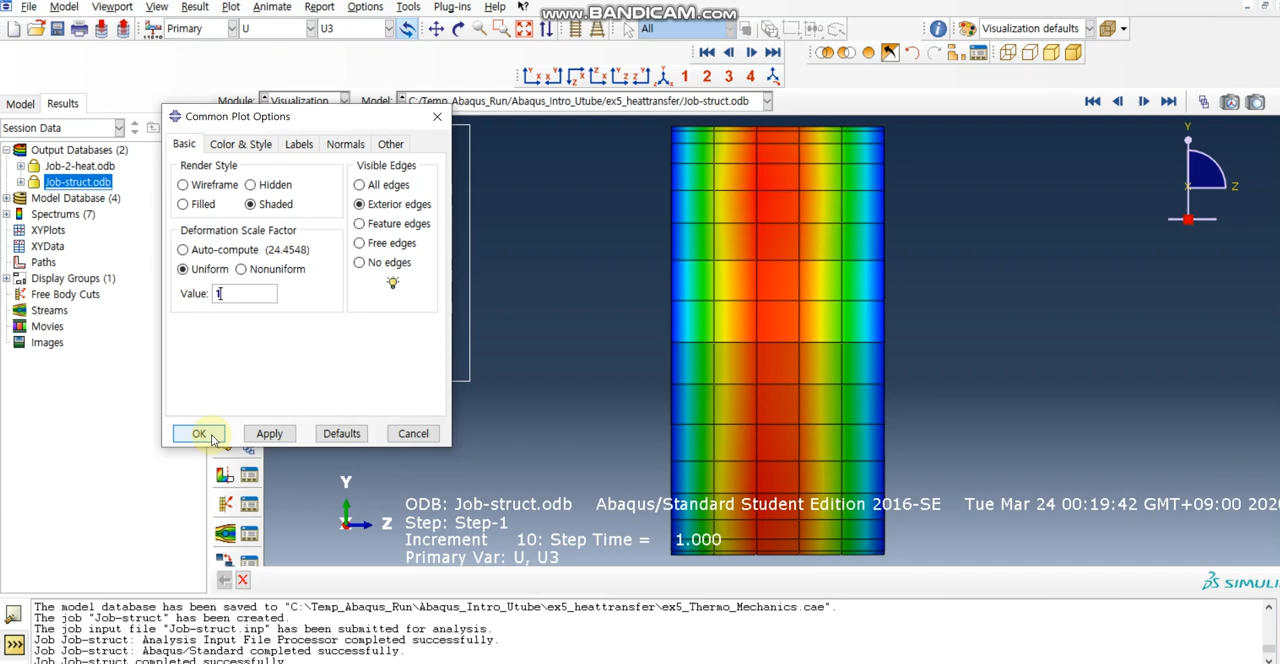 File Model Viewport View Result Plot Animate Report Options Tools Plug-ins Help
www.BANDICAM.com
Primary U U3 All Visualization defaults
1 2 3 4
Model Results Module: Visualization Model: C:/Temp_Abaqus_Run/Abaqus_Intro_Utube/ex5_heattransfer/Job-struct.odb
Session Data
Output Databases (2)
Job-2-heat.odb
Job-struct.odb
Model Database (4)
Spectrums (7)
XYPlots
XYData
Paths
Display Groups (1)
Free Body Cuts
Streams
Movies
Images
Common Plot Options
Basic Color & Style Labels Normals Other
Render Style
Wireframe Hidden
Filled Shaded
Visible Edges
All edges
Exterior edges
Feature edges
Free edges
No edges
Deformation Scale Factor
Auto-compute (24.4548)
Uniform Nonuniform
Value: 1
OK Apply Defaults Cancel
Y
X
Z
Y
X
Z
ODB: Job-struct.odb Abaqus/Standard Student Edition 2016-SE Tue Mar 24 00:19:42 GMT+09:00 202
Step: Step-1
Increment 10: Step Time = 1.000
Primary Var: U, U3
SIMULI
The model database has been saved to "C:\Temp_Abaqus_Run\Abaqus_Intro_Utube\ex5_heattransfer\ex5_Thermo_Mechanics.cae".
The job "Job-struct" has been created.
The job input file "Job-struct.inp" has been submitted for analysis.
Job Job-struct: Analysis Input File Processor completed successfully.
Job Job-struct: Abaqus/Standard completed successfully.
Job Job-struct completed successfully.